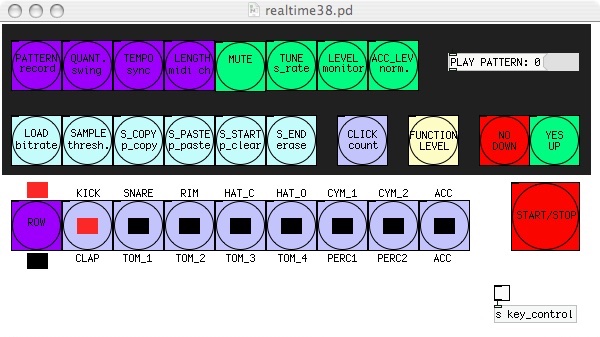 realtime38.pd
PATTERN QUANT. TEMPO LENGTH MUTE TUNE LEVEL ACC_LEV
record swing sync midi ch s_rate monitor norm.
PLAY PATTERN: 0
LOAD SAMPLE S_COPY S_PASTE S_START S_END CLICK FUNCTION NO YES
bitrate thresh. p_copy p_paste p_clear erase count LEVEL DOWN UP
KICK SNARE RIM HAT_C HAT_O CYM_1 CYM_2 ACC
ROW START/STOP
CLAP TOM_1 TOM_2 TOM_3 TOM_4 PERC1 PERC2 ACC
s key_control